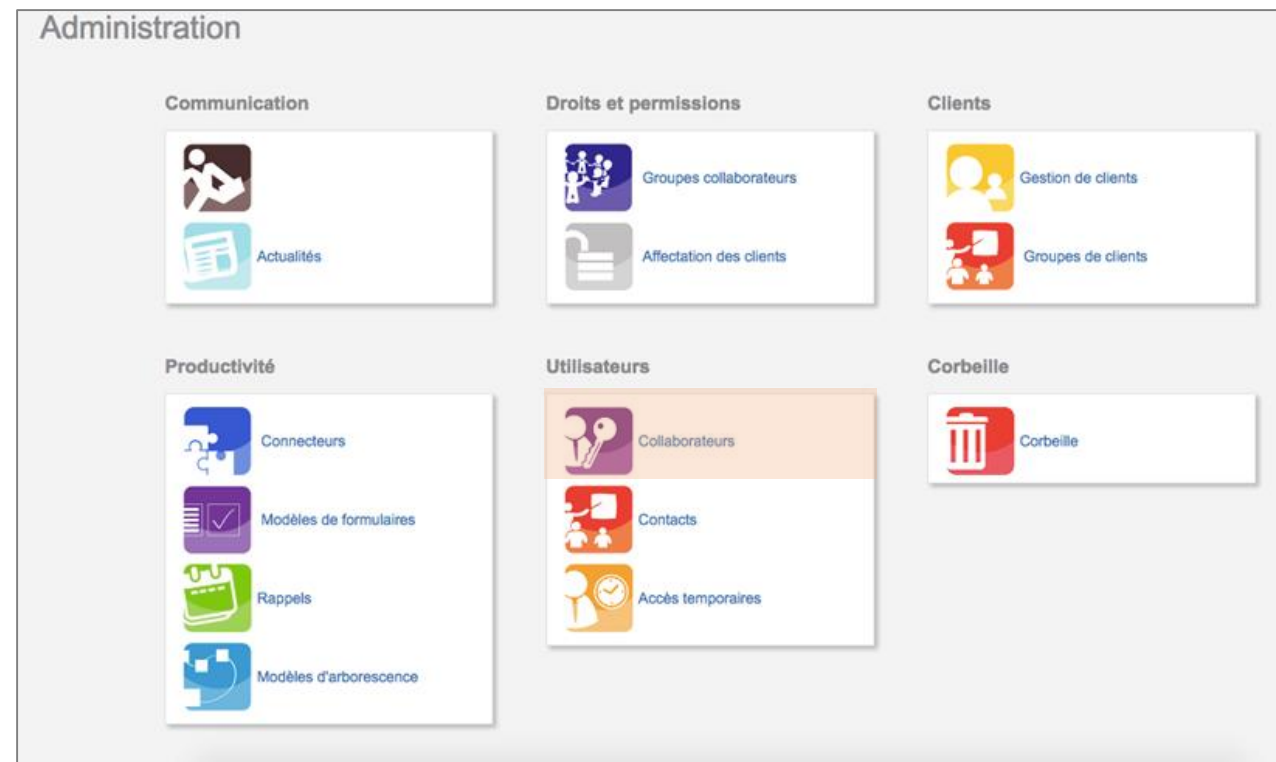 Administration
Communication
Actualités
Droits et permissions
Groupes collaborateurs
Affectation des clients
Clients
Gestion de clients
Groupes de clients
Productivité
Connecteurs
Modèles de formulaires
Rappels
Modèles d'arborescence
Utilisateurs
Collaborateurs
Contacts
Accès temporaires
Corbeille
Corbeille